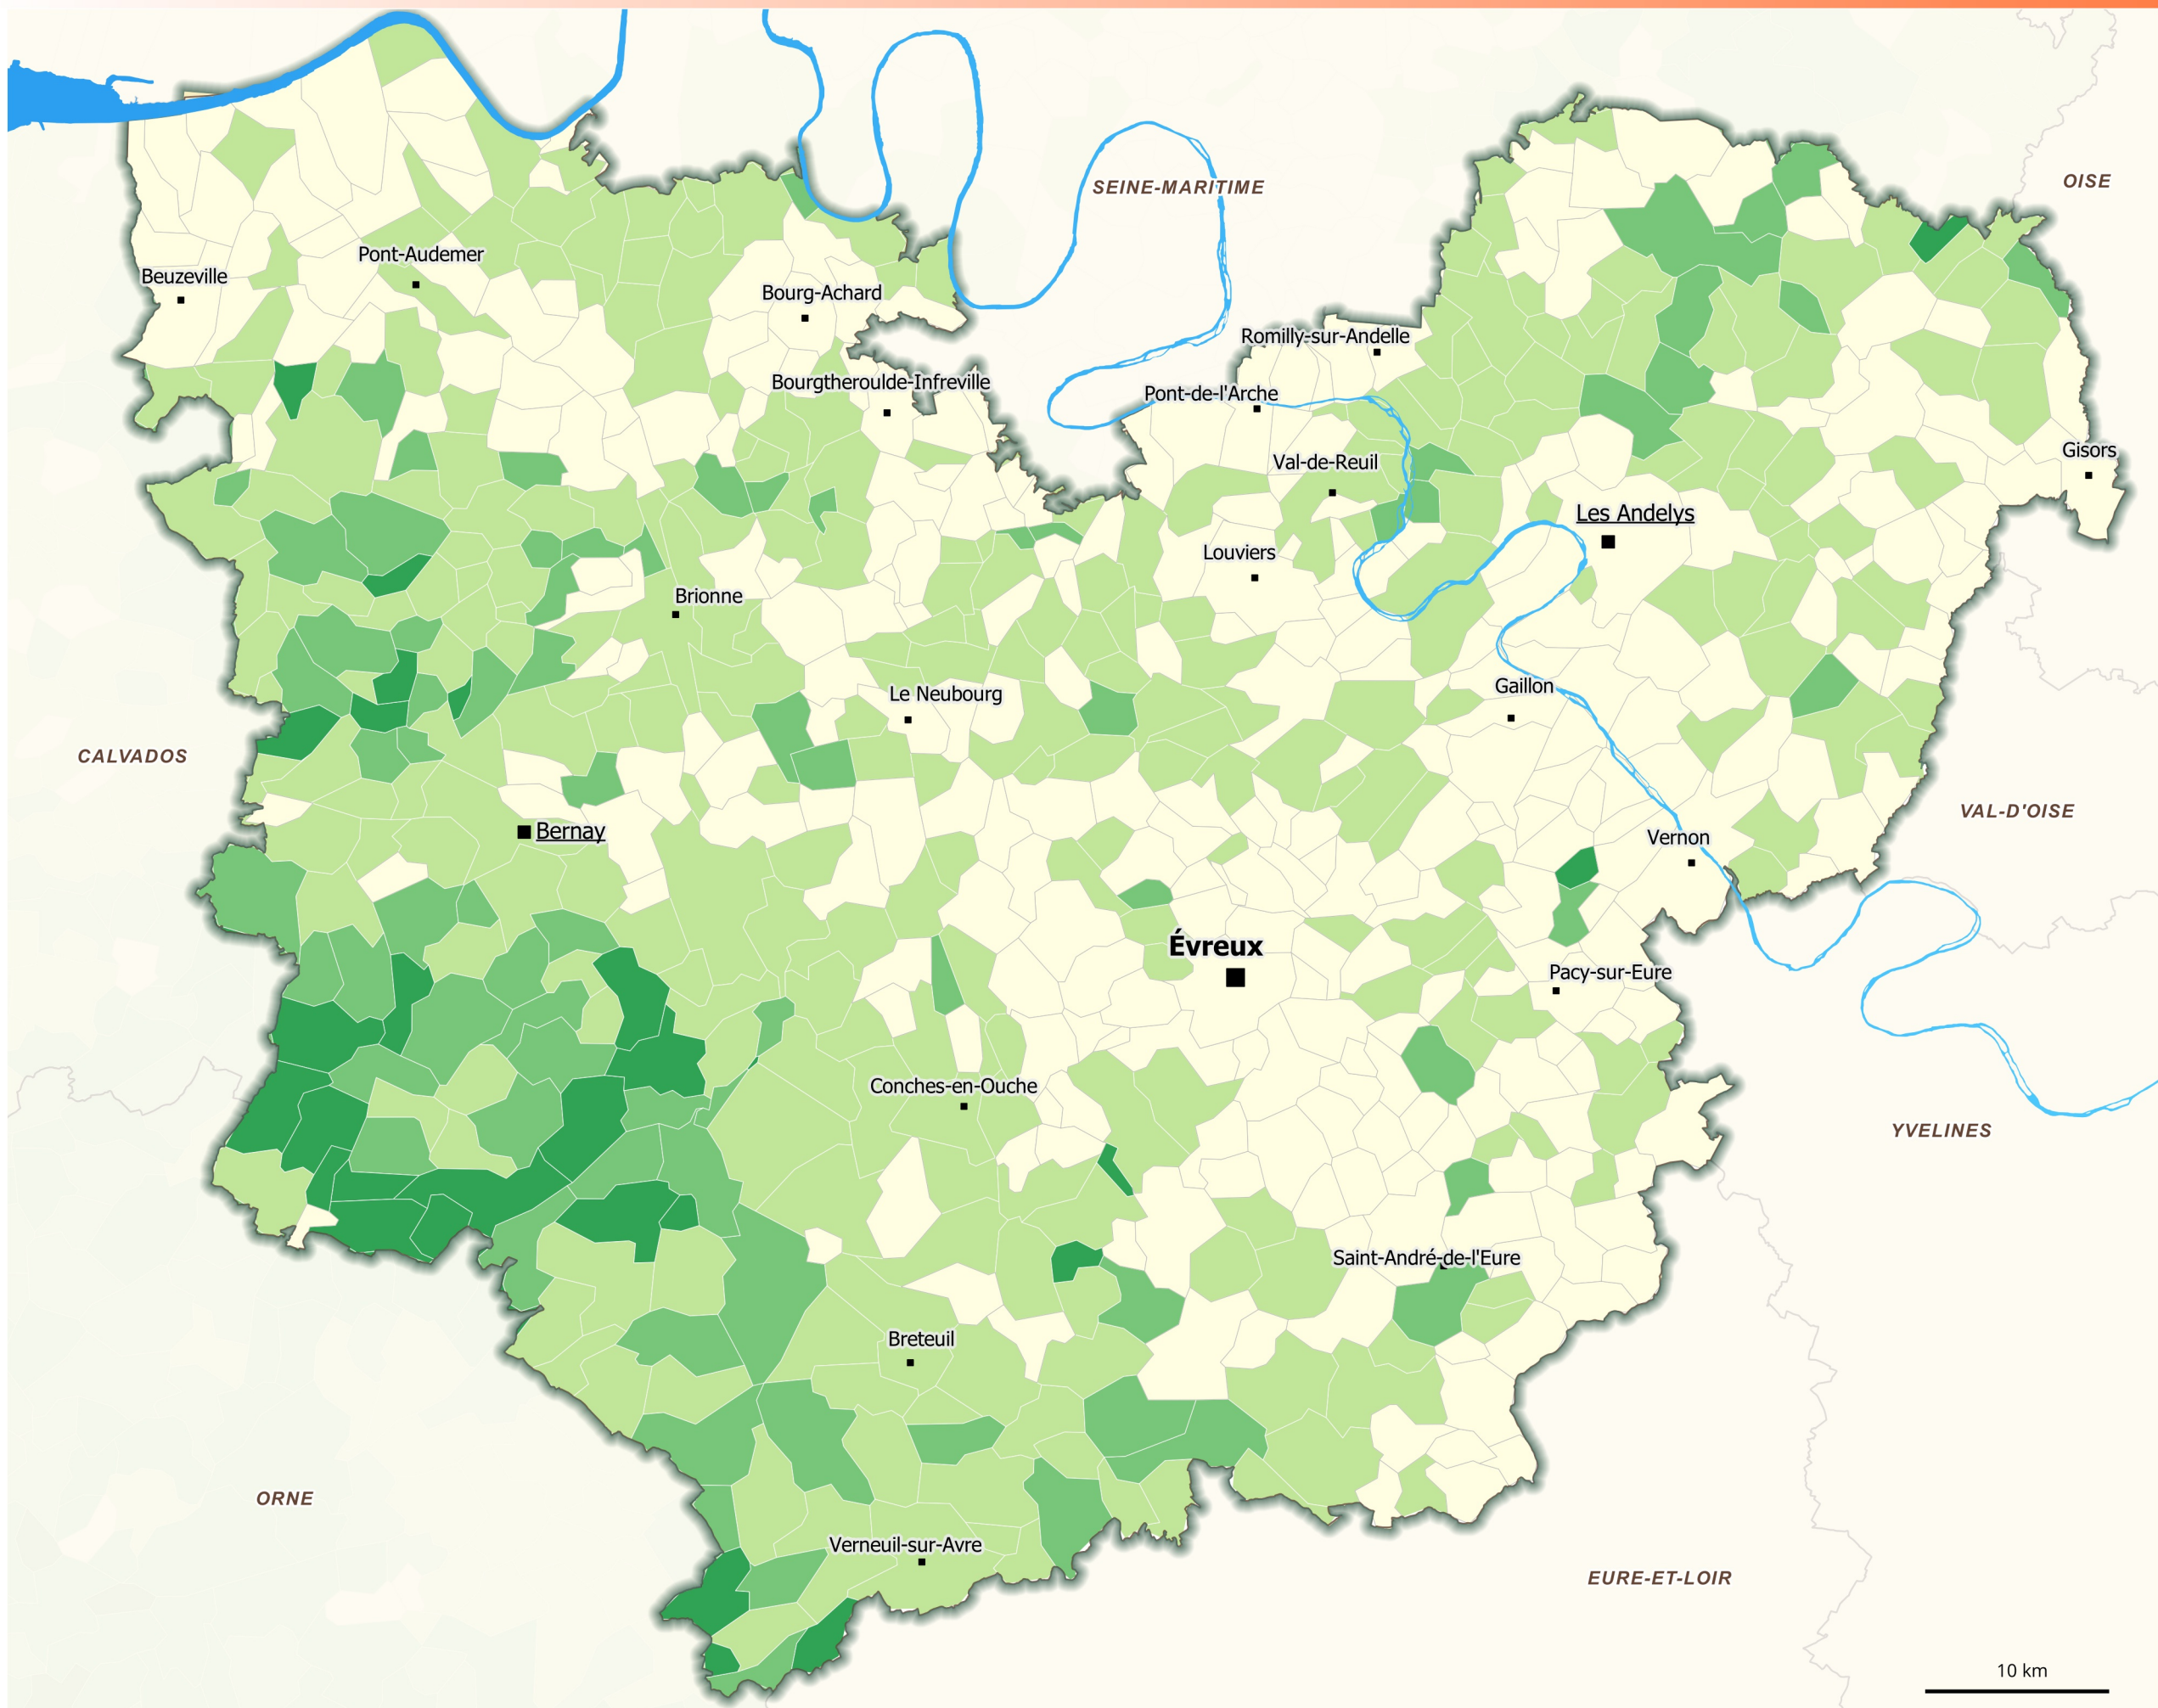 SEINE-MARITIME
OISE
Pont-Audemer
Beuzeville
Bourg-Achard
Romilly-sur-Andelle
Bourgtheroulde-Infreville
Pont-de-l'Arche
Gisors
Val-de-Reuil
Les Andelys
Louviers
Brionne
Gaillon
Le Neubourg
CALVADOS
VAL-D'OISE
Bernay
Vernon
Évreux
Pacy-sur-Eure
Conches-en-Ouche
YVELINES
Saint-André-de-l'Eure
Breteuil
ORNE
Verneuil-sur-Avre
EURE-ET-LOIR
10 km